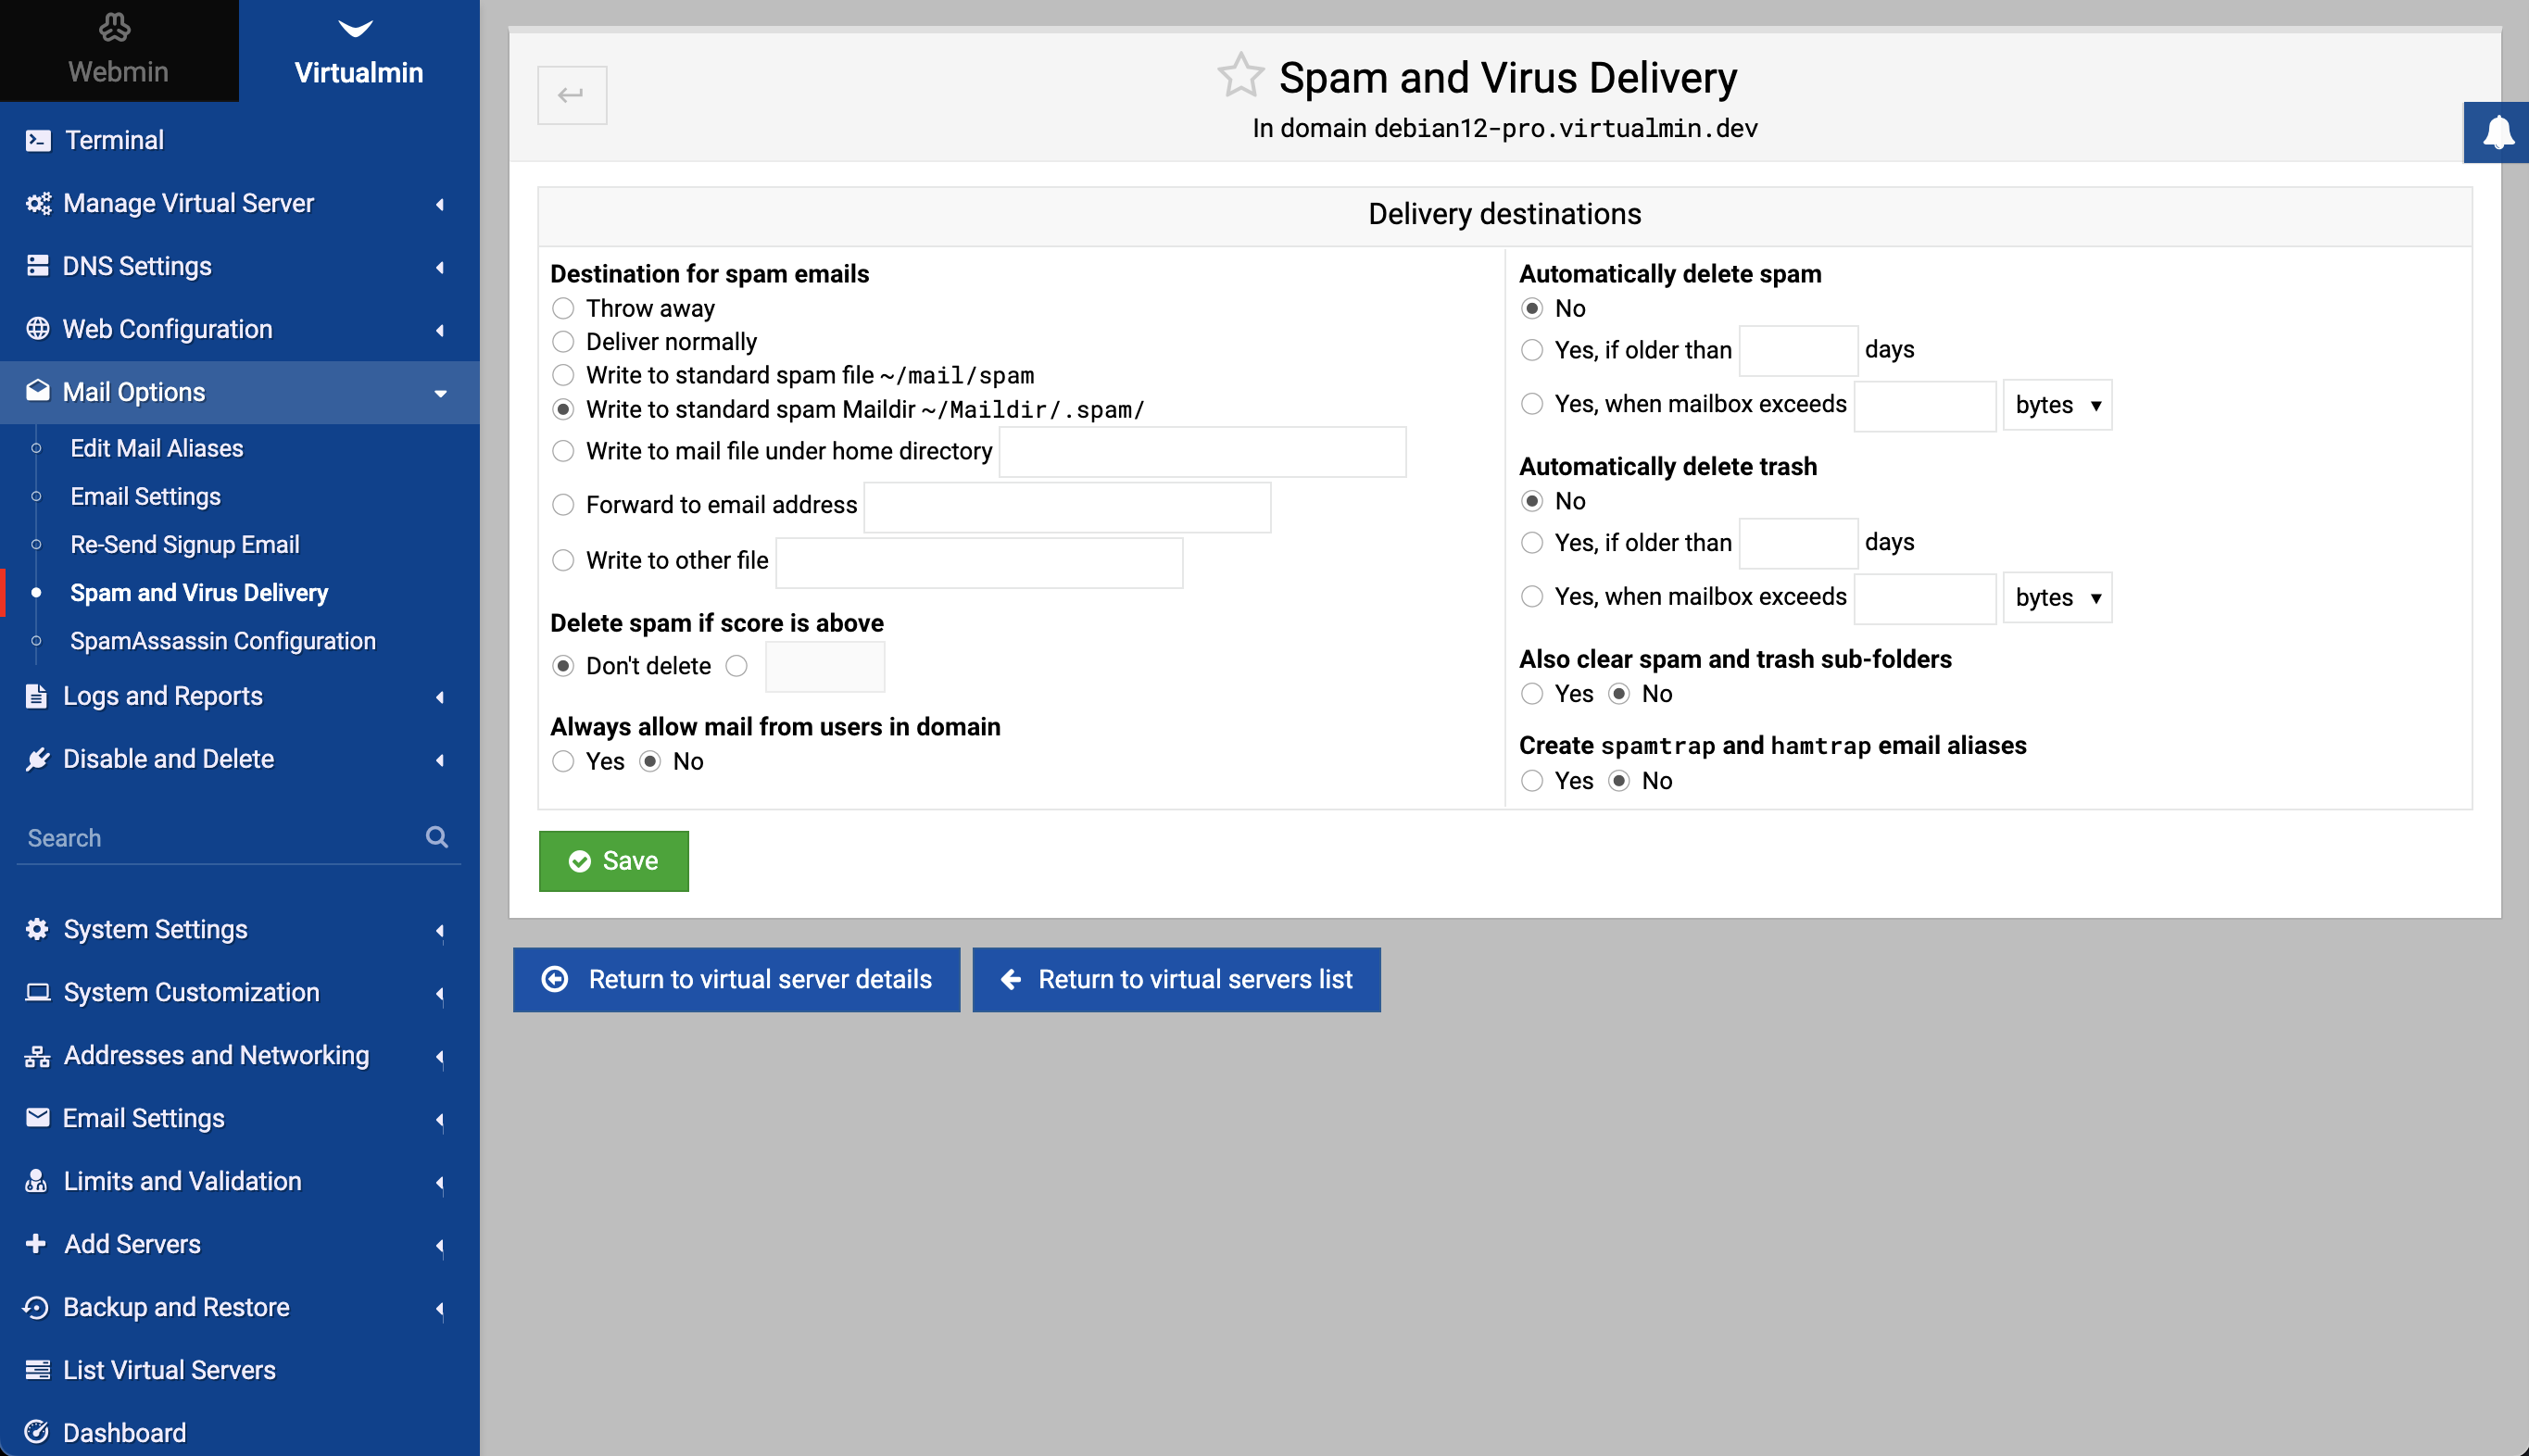 Webmin
Virtualmin
Terminal
Manage Virtual Server
DNS Settings
Web Configuration
Mail Options
Edit Mail Aliases
Email Settings
Re-Send Signup Email
Spam and Virus Delivery
SpamAssassin Configuration
Logs and Reports
Disable and Delete
Search
System Settings
System Customization
Addresses and Networking
Email Settings
Limits and Validation
Add Servers
Backup and Restore
List Virtual Servers
Dashboard
Spam and Virus Delivery
In domain debian12-pro.virtualmin.dev
Delivery destinations
Destination for spam emails
Throw away
Deliver normally
Write to standard spam file ~/mail/spam
Write to standard spam Maildir ~/Maildir/.spam/
Write to mail file under home directory
Forward to email address
Write to other file
Delete spam if score is above
Don't delete
Always allow mail from users in domain
Yes No
Automatically delete spam
No
Yes, if older than days
Yes, when mailbox exceeds bytes
Automatically delete trash
No
Yes, if older than days
Yes, when mailbox exceeds bytes
Also clear spam and trash sub-folders
Yes No
Create spamtrap and hamtrap email aliases
Yes No
Save
Return to virtual server details
Return to virtual servers list